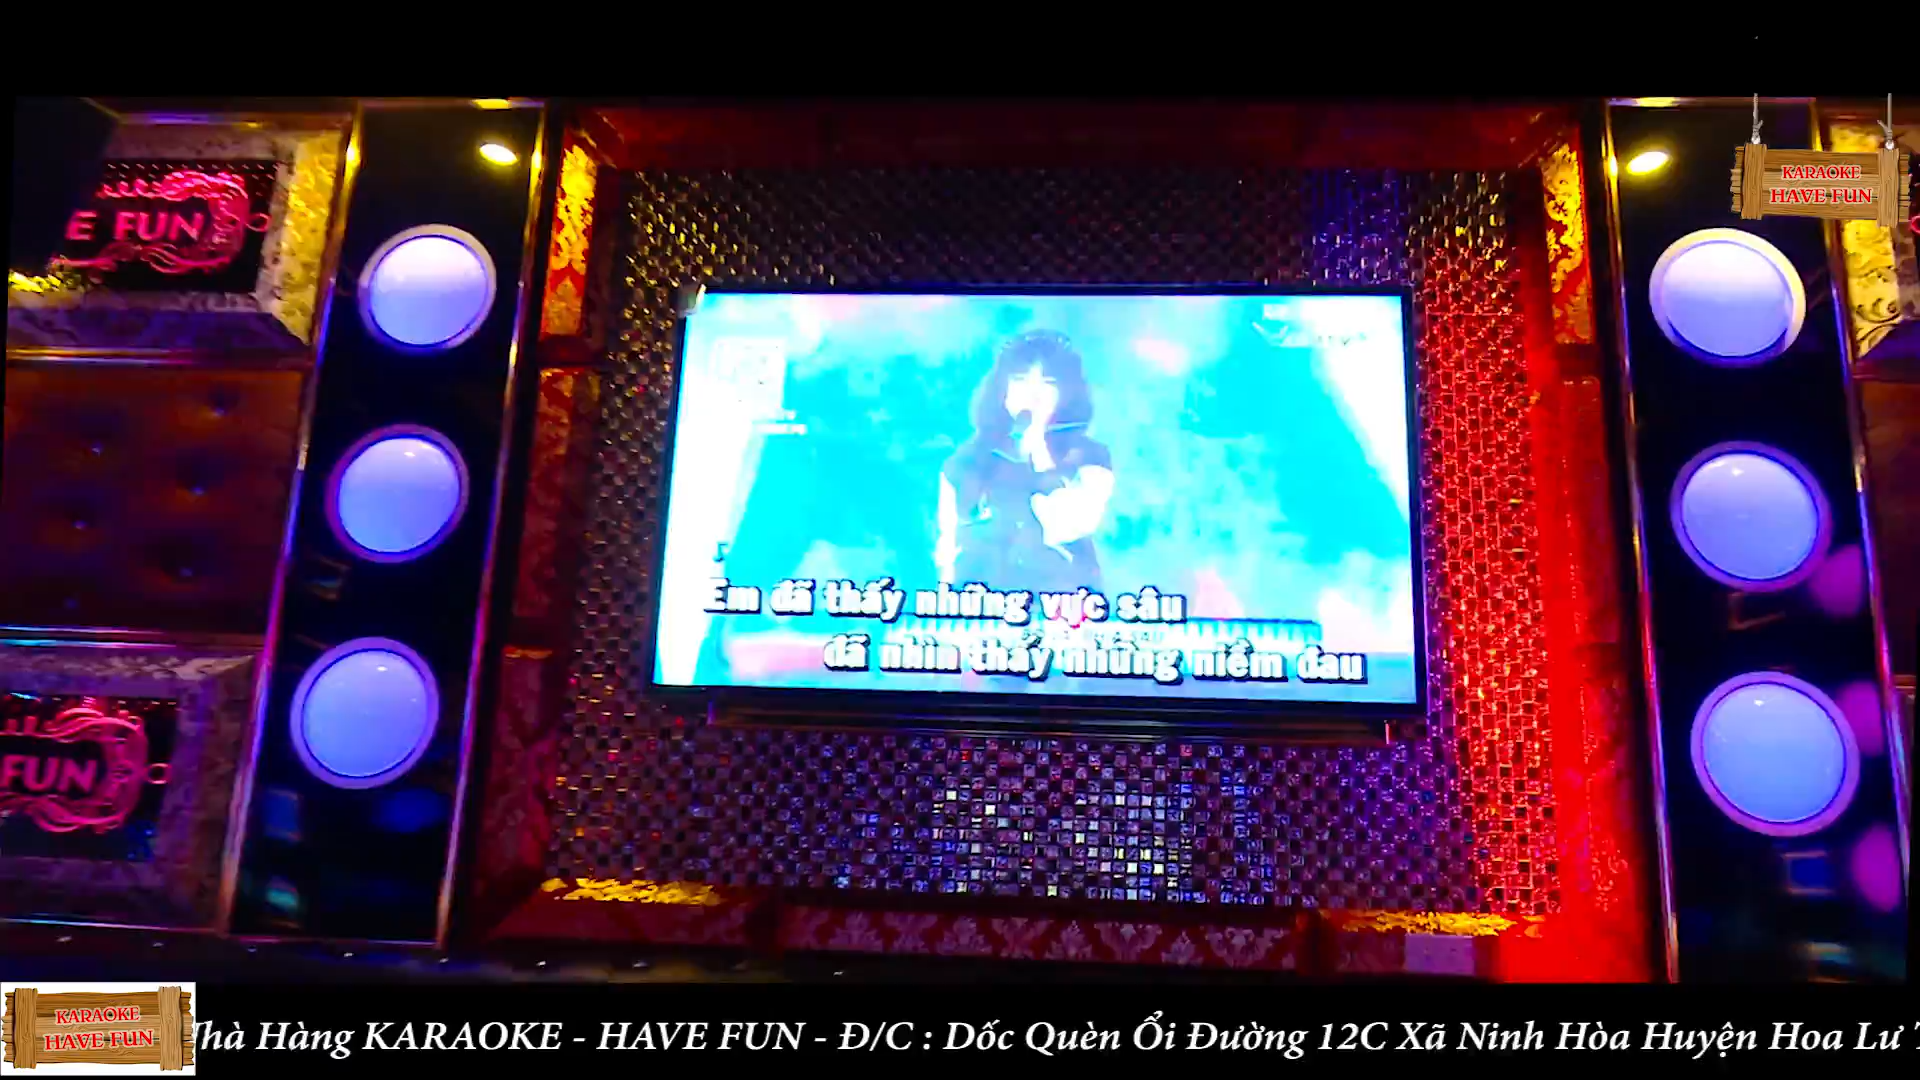 KARAOKE
HAVE FUN
E FUN
Em đã thấy những vực sâu
đã nhìn thấy những niềm đau
FUN
KARAOKE
HAVE FUN
Thà Hàng KARAOKE - HAVE FUN - Đ/C : Dốc Quèn Ổi Đường 12C Xã Ninh Hòa Huyện Hoa Lư